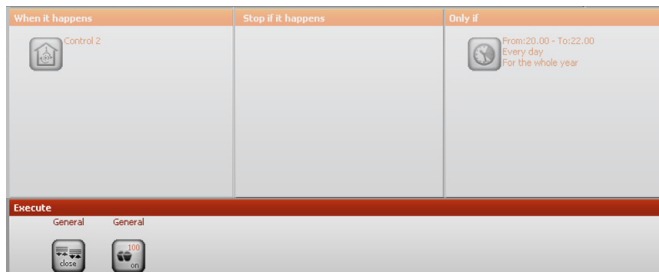 When it happens
Stop if it happens
Only if
Control 2
From:20.00 - To:22.00
Every day
For the whole year
Execute
General
General
close
100
on